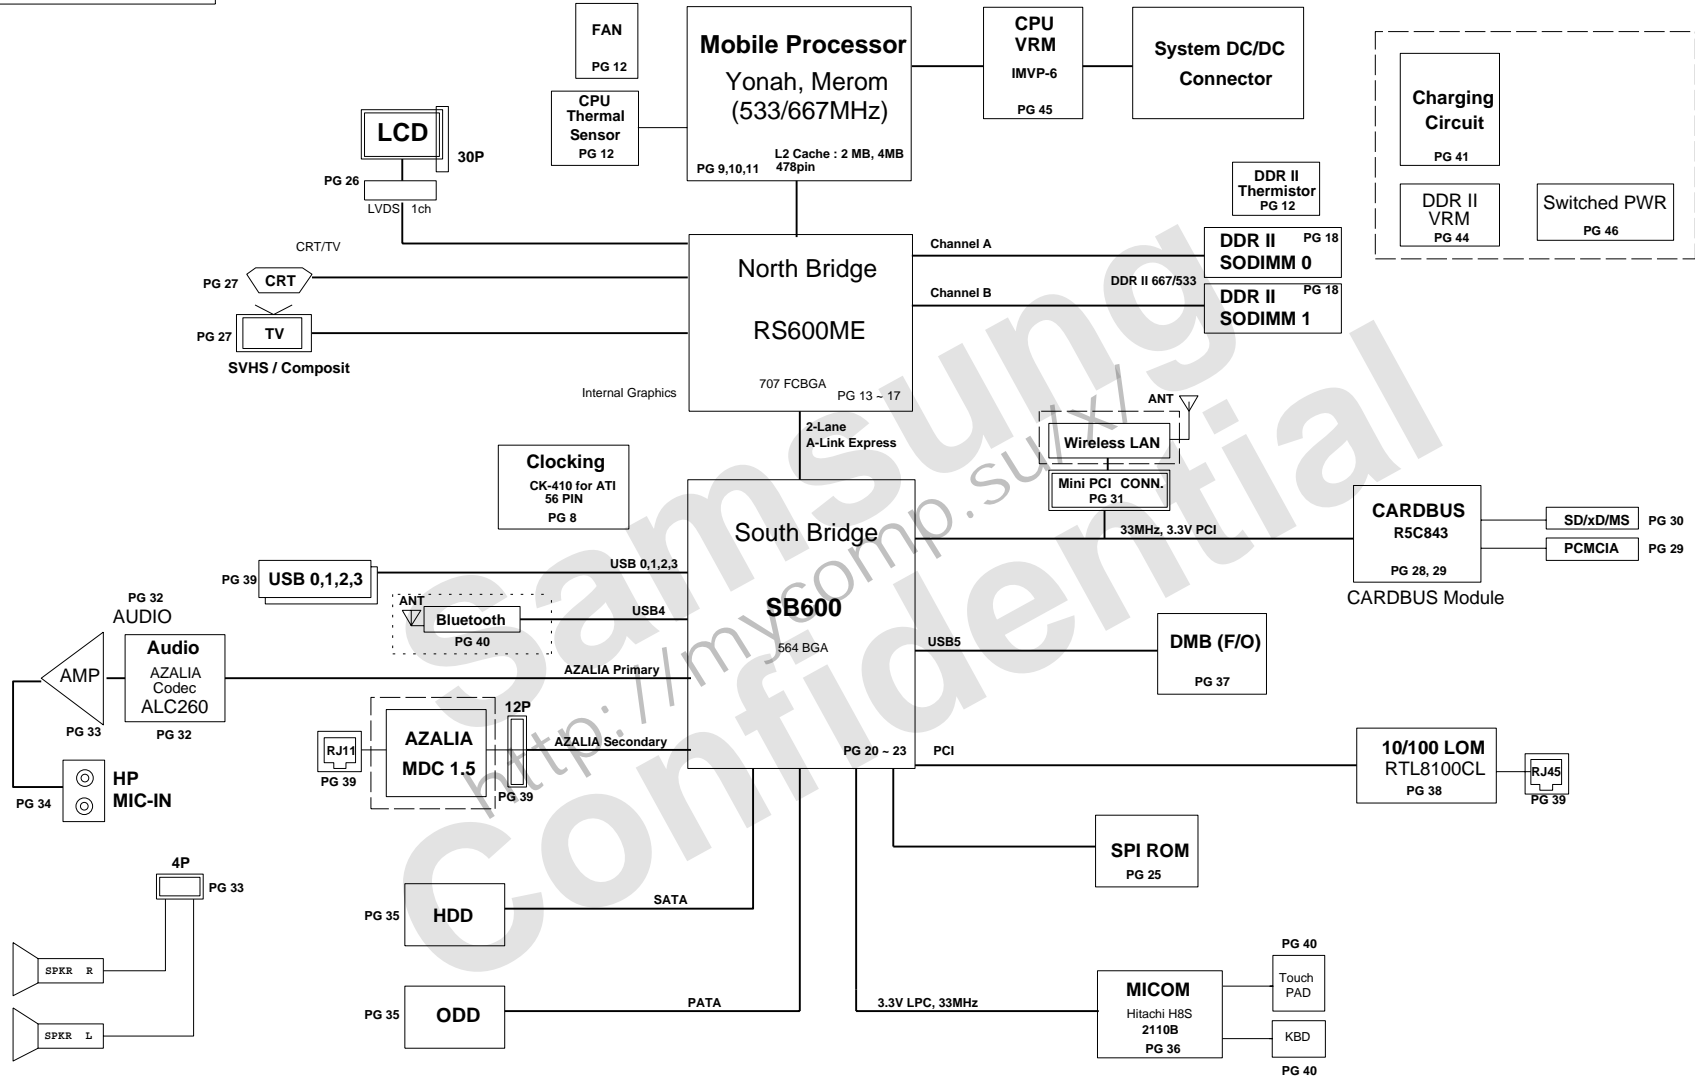 FAN
PG 12
CPU
Thermal
Sensor
PG 12
Mobile Processor
Yonah, Merom
(533/667MHz)
L2 Cache : 2 MB, 4MB
478pin
PG 9,10,11
CPU
VRM
IMVP-6
PG 45
System DC/DC
Connector
Charging
Circuit
PG 41
DDR II
VRM
PG 44
Switched PWR
PG 46
LCD
30P
PG 26
LVDS 1ch
DDR II
Thermistor
PG 12
CRT/TV
PG 27
CRT
PG 27
TV
SVHS / Composit
Internal Graphics
North Bridge
RS600ME
707 FCBGA
PG 13 ~ 17
Channel A
DDR II 667/533
Channel B
DDR II
PG 18
SODIMM 0
DDR II
PG 18
SODIMM 1
2-Lane
A-Link Express
ANT
Wireless LAN
Mini PCI CONN.
PG 31
Clocking
CK-410 for ATI
56 PIN
PG 8
South Bridge
SB600
564 BGA
PG 20 ~ 23
33MHz, 3.3V PCI
CARDBUS
R5C843
PG 28, 29
CARDBUS Module
SD/xD/MS
PG 30
PCMCIA
PG 29
PG 39
USB 0,1,2,3
USB 0,1,2,3
ANT
Bluetooth
PG 40
USB4
USB5
DMB (F/O)
PG 37
PG 32
AUDIO
Audio
AZALIA
Codec
ALC260
PG 32
AMP
PG 33
AZALIA Primary
HP
MIC-IN
PG 34
RJ11
PG 39
AZALIA
MDC 1.5
12P
PG 39
AZALIA Secondary
PCI
10/100 LOM
RTL8100CL
PG 38
RJ45
PG 39
SPI ROM
PG 25
4P
PG 33
SPKR R
SPKR L
PG 35
HDD
SATA
PG 35
ODD
PATA
3.3V LPC, 33MHz
MICOM
Hitachi H8S
2110B
PG 36
PG 40
Touch
PAD
KBD
PG 40
Samsung
Confidential
http://mycomp.su/x/